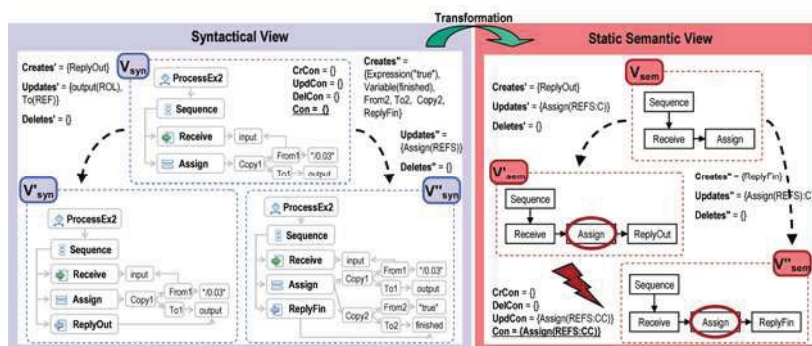 Transformation
Syntactical View
Static Semantic View
Creates' = {ReplyOut}
Updates' = {output(ROL),
To(REF)}
Deletes' = {}
Vsyn
ProcessEx2
Sequence
Receive
input
Assign
Copy1
From1
"/0.03"
To1
output
CrCon = {}
UpdCon = {}
DelCon = {}
Con = {}
Creates" =
{Expression("true"),
Variable(finished),
From2, To2, Copy2,
ReplyFin}
Updates" =
{Assign(REFS)}
Deletes" = {}
V'syn
ProcessEx2
Sequence
Receive
input
Assign
Copy1
From1
"/0.03"
To1
output
ReplyOut
V"syn
ProcessEx2
Sequence
Receive
input
Assign
Copy1
From1
"/0.03"
To1
output
ReplyFin
Copy2
From2
"true"
To2
finished
Creates' = {ReplyOut}
Updates' = {Assign(REFS:C)}
Deletes' = {}
Vsem
Sequence
Receive
Assign
V'sem
Sequence
Receive
Assign
ReplyOut
Creates" = {ReplyFin}
Updates" = {Assign(REFS):C
Deletes" = {}
V"sem
Sequence
Receive
Assign
ReplyFin
CrCon = {}
DelCon = {}
UpdCon = {Assign(REFS:CC)}
Con = {Assign(REFS:CC)}